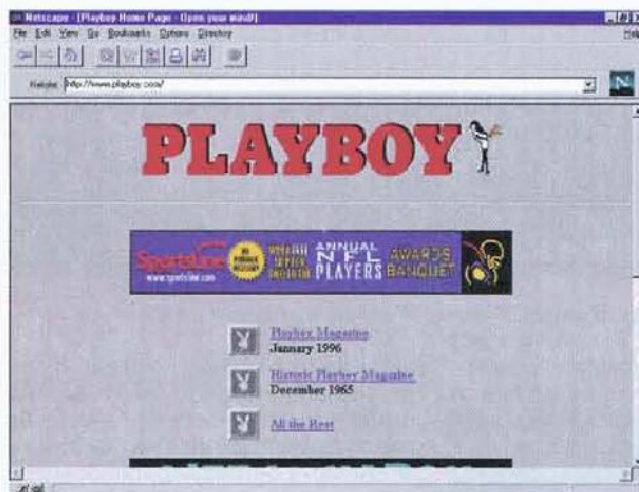 Netscape - [Playboy Home Page - Open your mind!]
File Edit View Go Bookmarks Options Directory Help
Netsite: http://www.playboy.com/
N
PLAYBOY
SportsLine
www.sportsline.com
ANNUAL
NFL
PLAYERS
AWARDS
BANQUET
Playboy Magazine
January 1996
Historic Playboy Magazine
December 1965
All the Rest